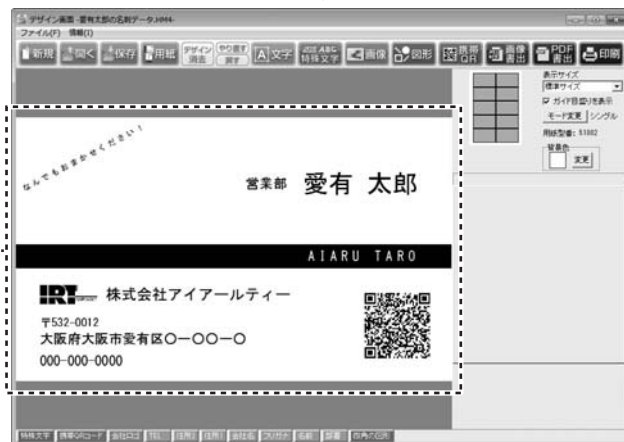 デザイン画面 -愛有太郎の名刺データ.HM4-
ファイル(F) 情報(I)
新規 開く 保存 用紙 デザイン消去 やり直す 戻す 文字 特殊文字 画像 図形 携帯QR 画像書出 PDF書出 印刷
表示サイズ
標準サイズ
ガイド目盛りを表示
モード変更 シングル
用紙型番: 51002
背景色
変更
なんでもおまかせください!
営業部 愛有 太郎
AIARU TARO
IRT 株式会社アイアールティー
〒532-0012
大阪府大阪市愛有区〇ー〇〇ー〇
000-000-0000
特殊文字 携帯QRコード 会社ロゴ TEL 住所2 住所1 会社名 フリガナ 名前 部署 四角の図形